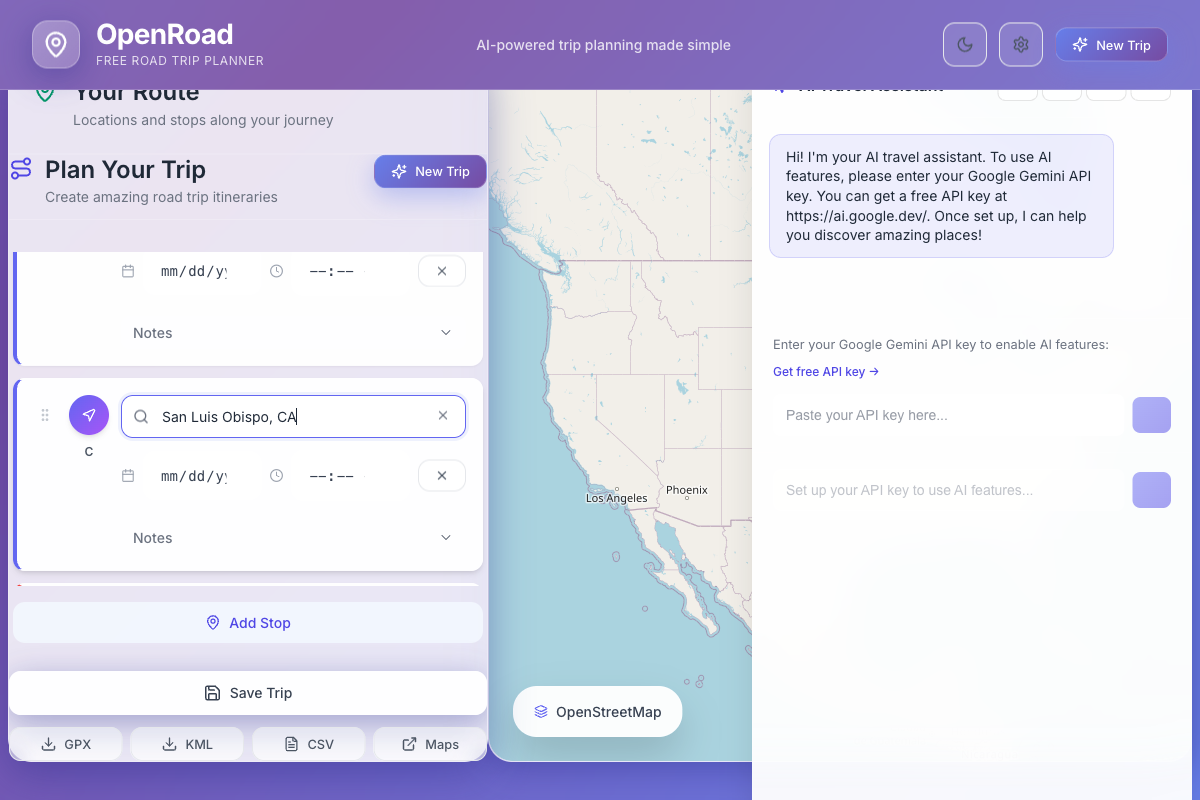 OpenRoad
FREE ROAD TRIP PLANNER
AI-powered trip planning made simple
New Trip
Your Route
Locations and stops along your journey
Plan Your Trip
Create amazing road trip itineraries
New Trip
mm/dd/yy
--:--
Notes
San Luis Obispo, CA
C
mm/dd/yy
--:--
Notes
Add Stop
Save Trip
GPX
KML
CSV
Maps
Los Angeles
Phoenix
OpenStreetMap
AI Travel Assistant
Hi! I'm your AI travel assistant. To use AI
features, please enter your Google Gemini API
key. You can get a free API key at
https://ai.google.dev/. Once set up, I can help
you discover amazing places!
Enter your Google Gemini API key to enable AI features:
Get free API key →
Paste your API key here...
Set up your API key to use AI features...